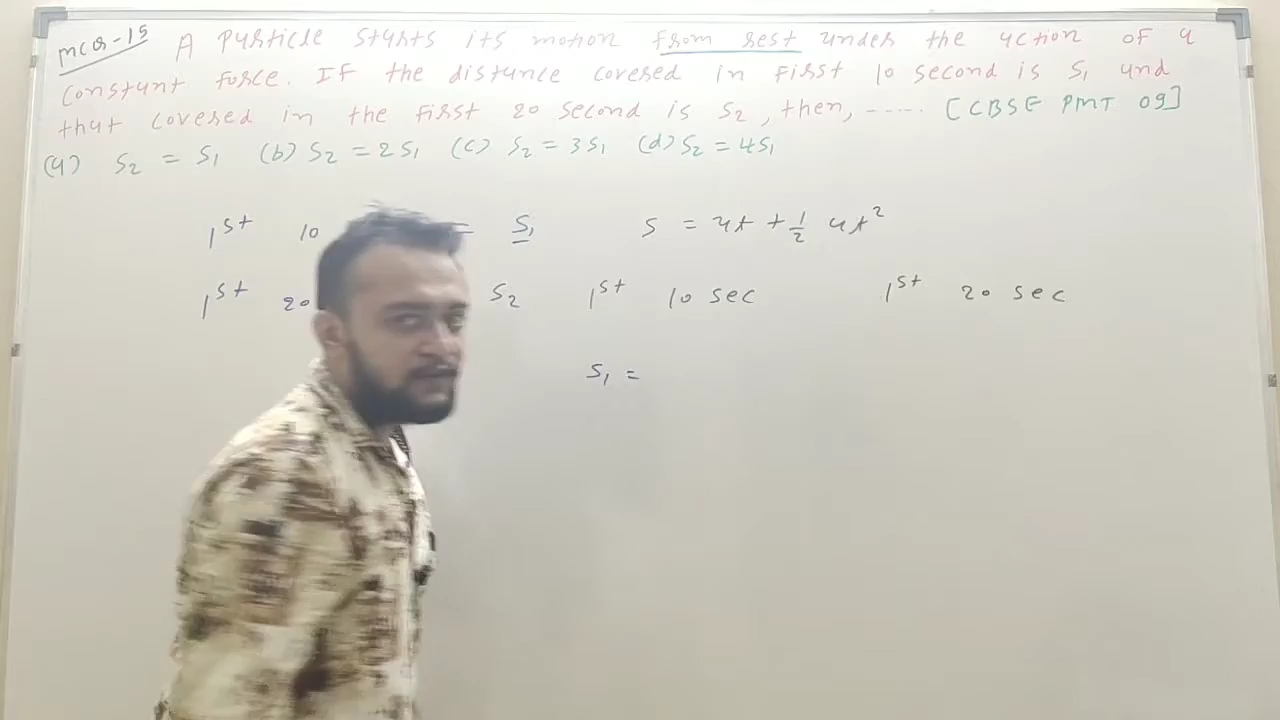 MCQ-15 A particle starts its motion from rest under the action of a
constant force. If the distance covered in first 10 second is S₁ and
that covered in the first 20 second is S₂, then, ..... [CBSE PMT 09]
(a) S₂ = S₁ (b) S₂ = 2S₁ (c) S₂ = 3S₁ (d) S₂ = 4S₁
1st 10 = S₁ S = ut + 1/2 at²
1st 20 S₂ 1st 10 sec 1st 20 sec
S₁ =